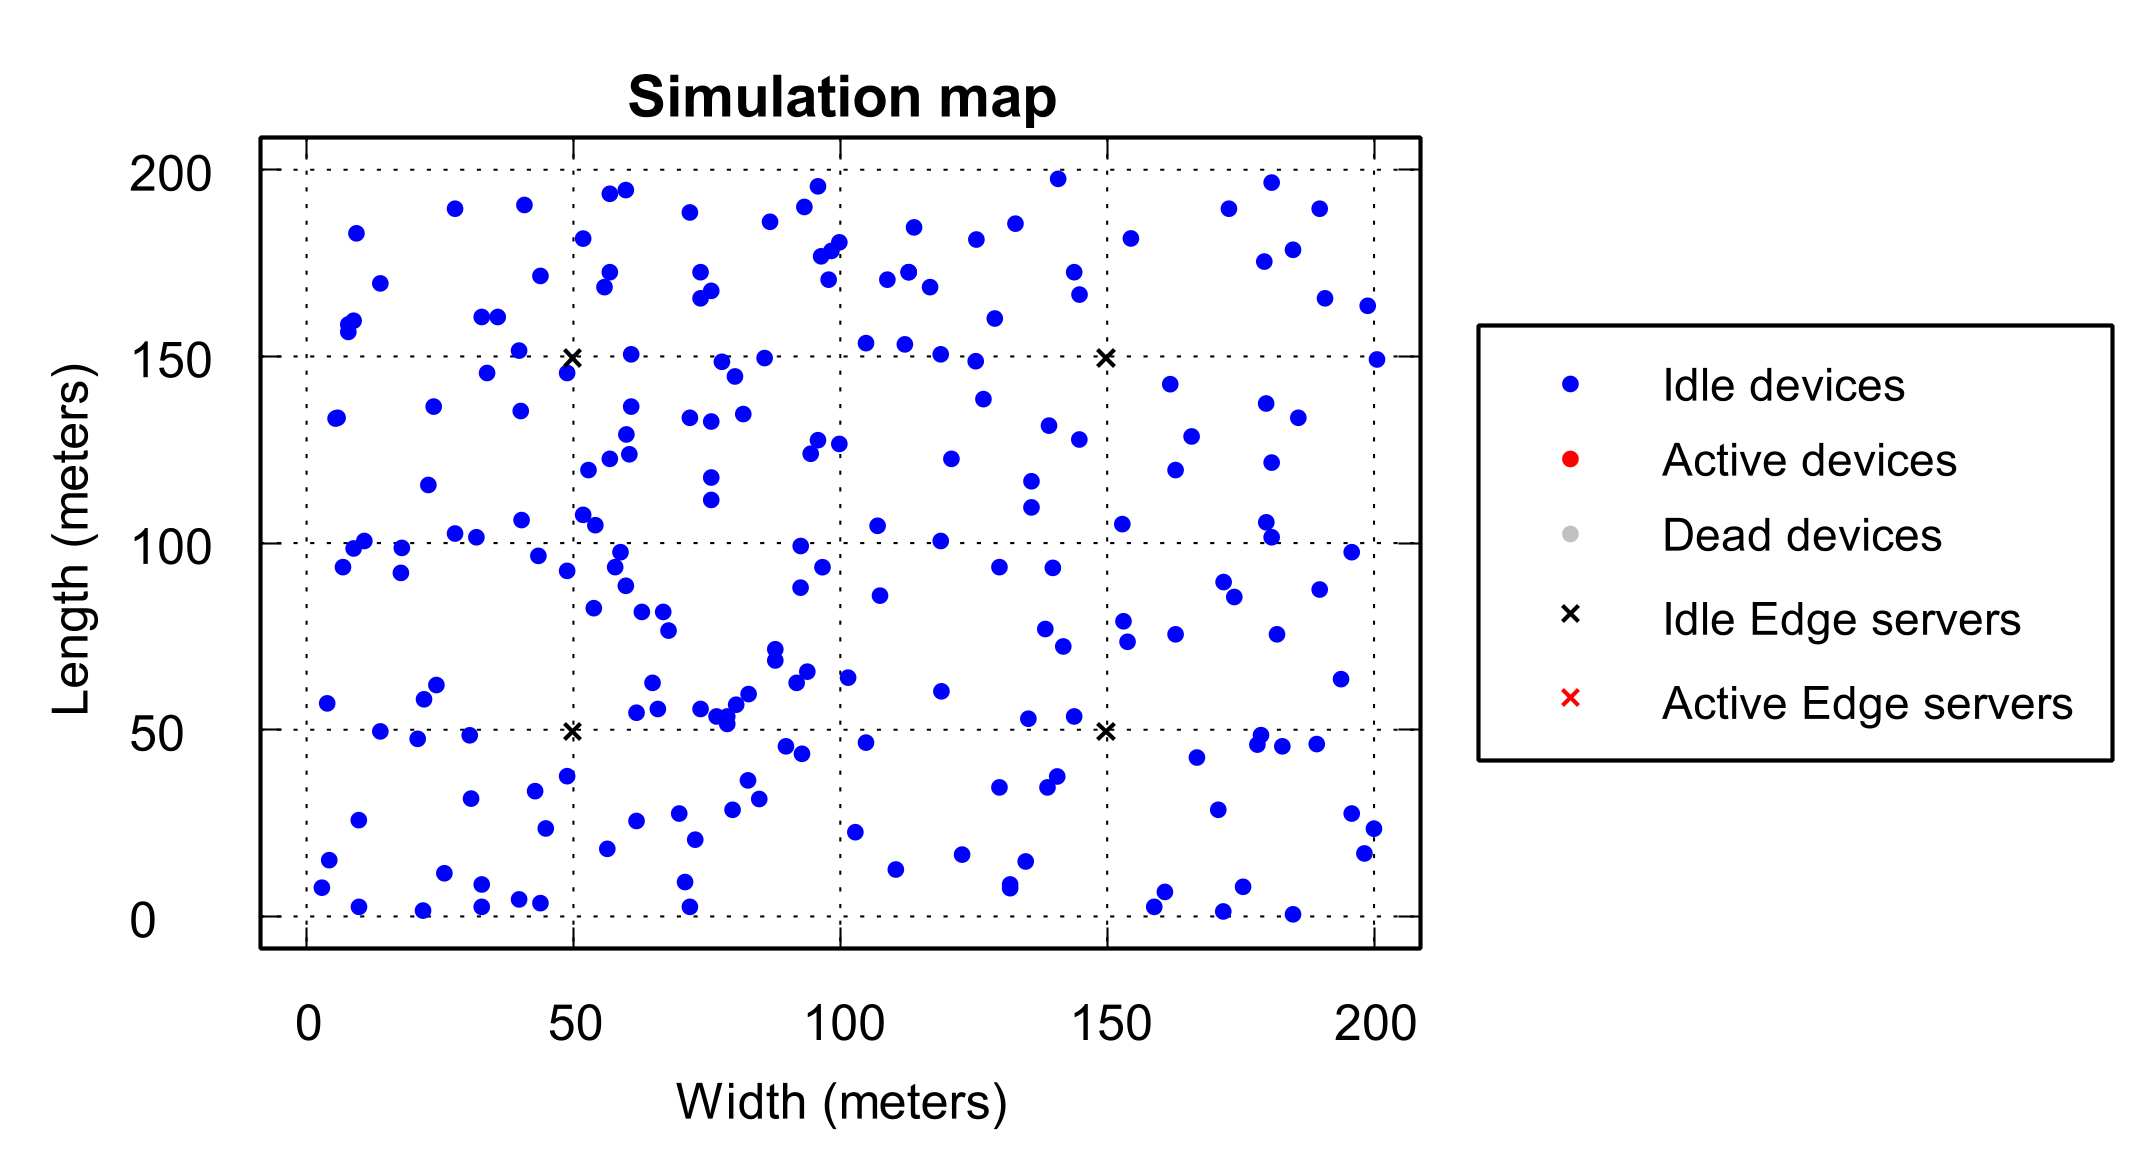 Simulation map
200
150
100
50
0
Length (meters)
0 50 100 150 200
Width (meters)
Idle devices
Active devices
Dead devices
Idle Edge servers
Active Edge servers